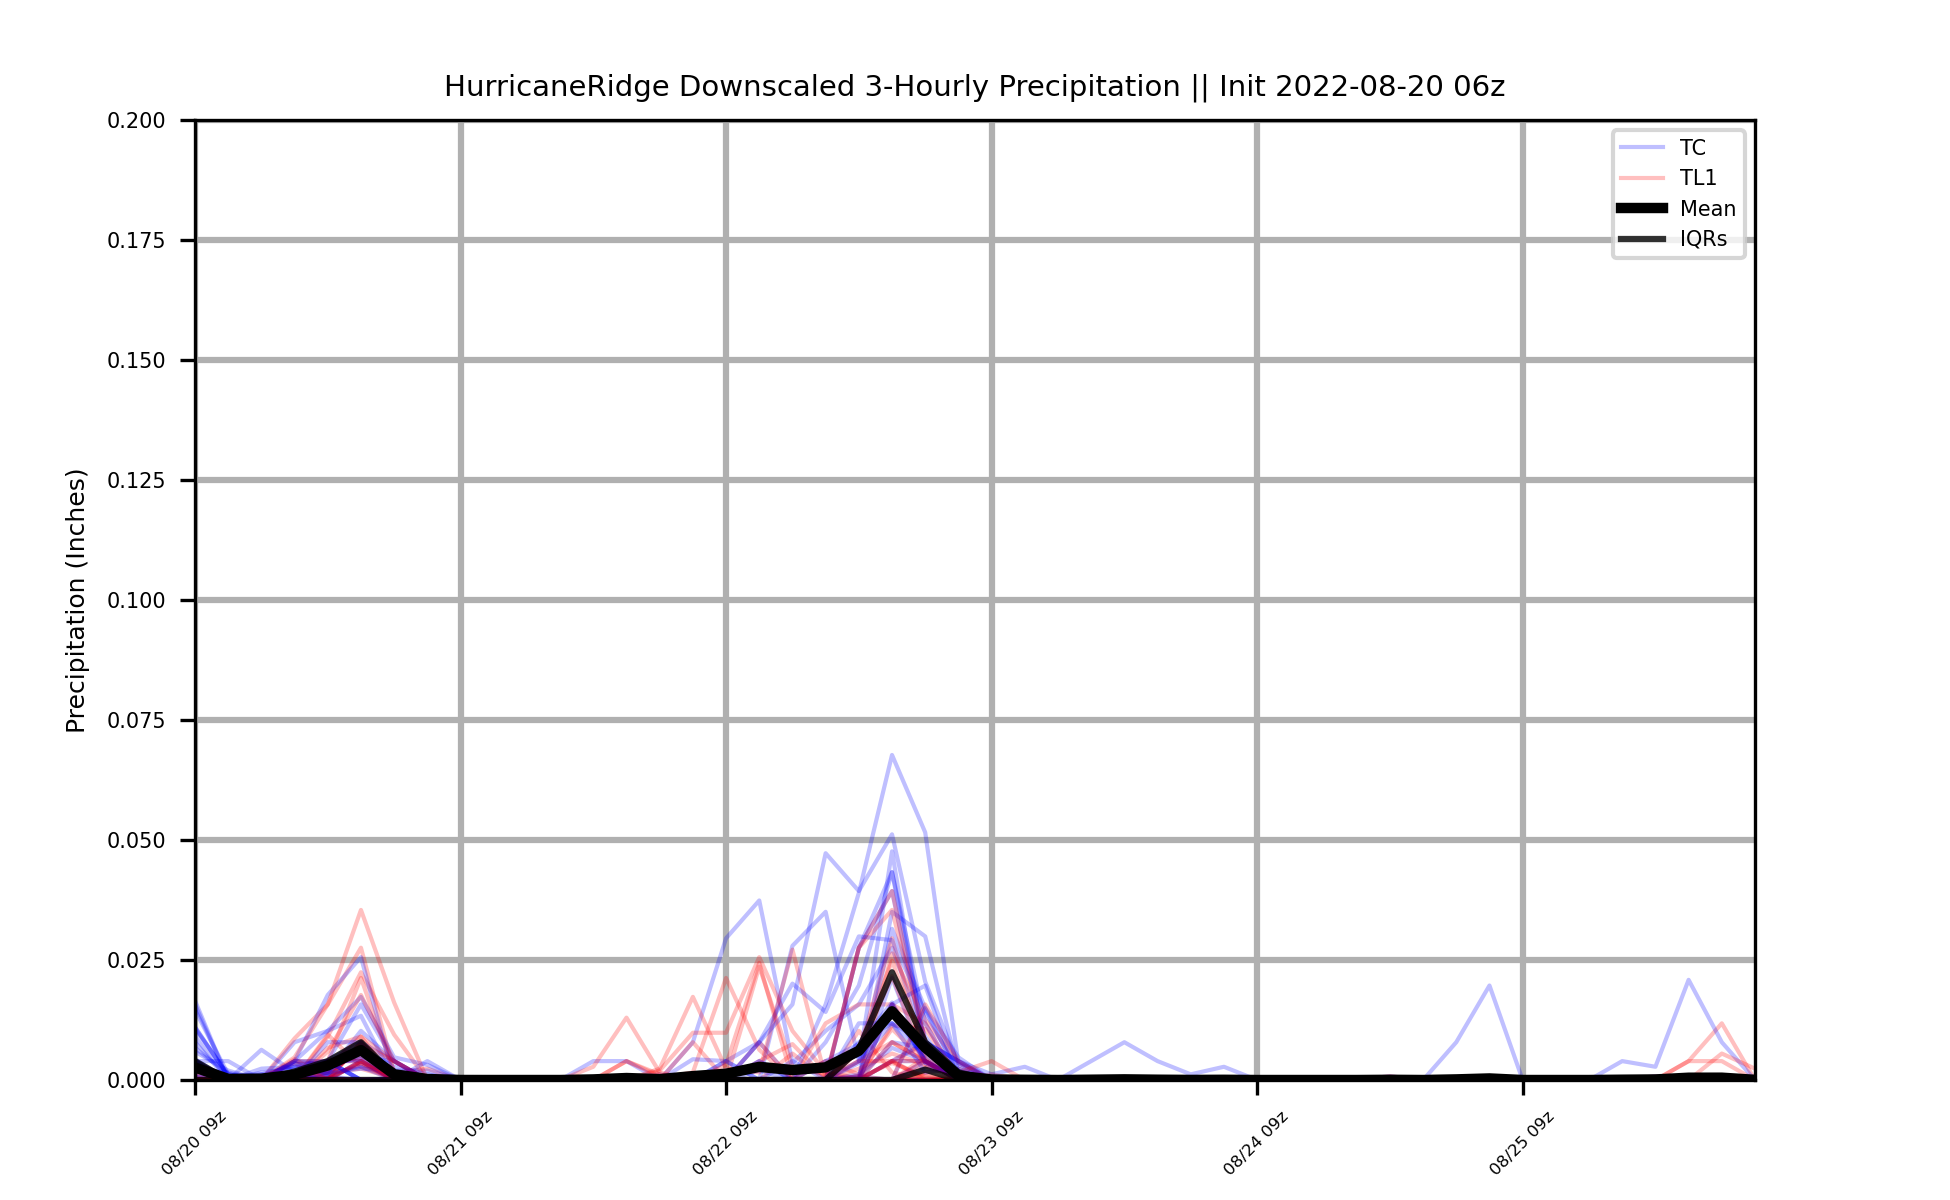 HurricaneRidge Downscaled 3-Hourly Precipitation || Init 2022-08-20 06z
0.200
0.175
0.150
0.125
0.100
0.075
0.050
0.025
0.000
Precipitation (Inches)
TC
TL1
Mean
IQRs
08/20 09z
08/21 09z
08/22 09z
08/23 09z
08/24 09z
08/25 09z